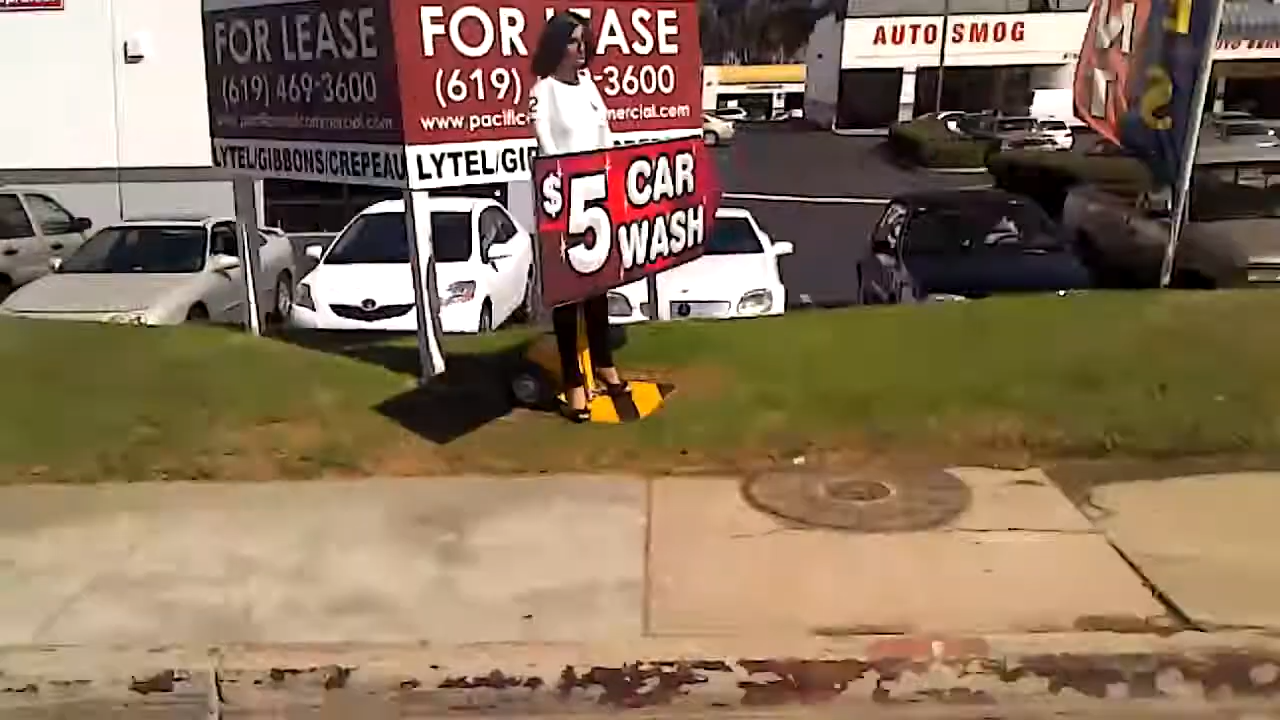 FOR LEASE
(619) 469-3600
LYTEL/GIBBONS/CREPEAU
FOR EASE
(619) -3600
www.pacific mercial.com
LYTEL/GI
$5 CAR
WASH
AUTO SMOG